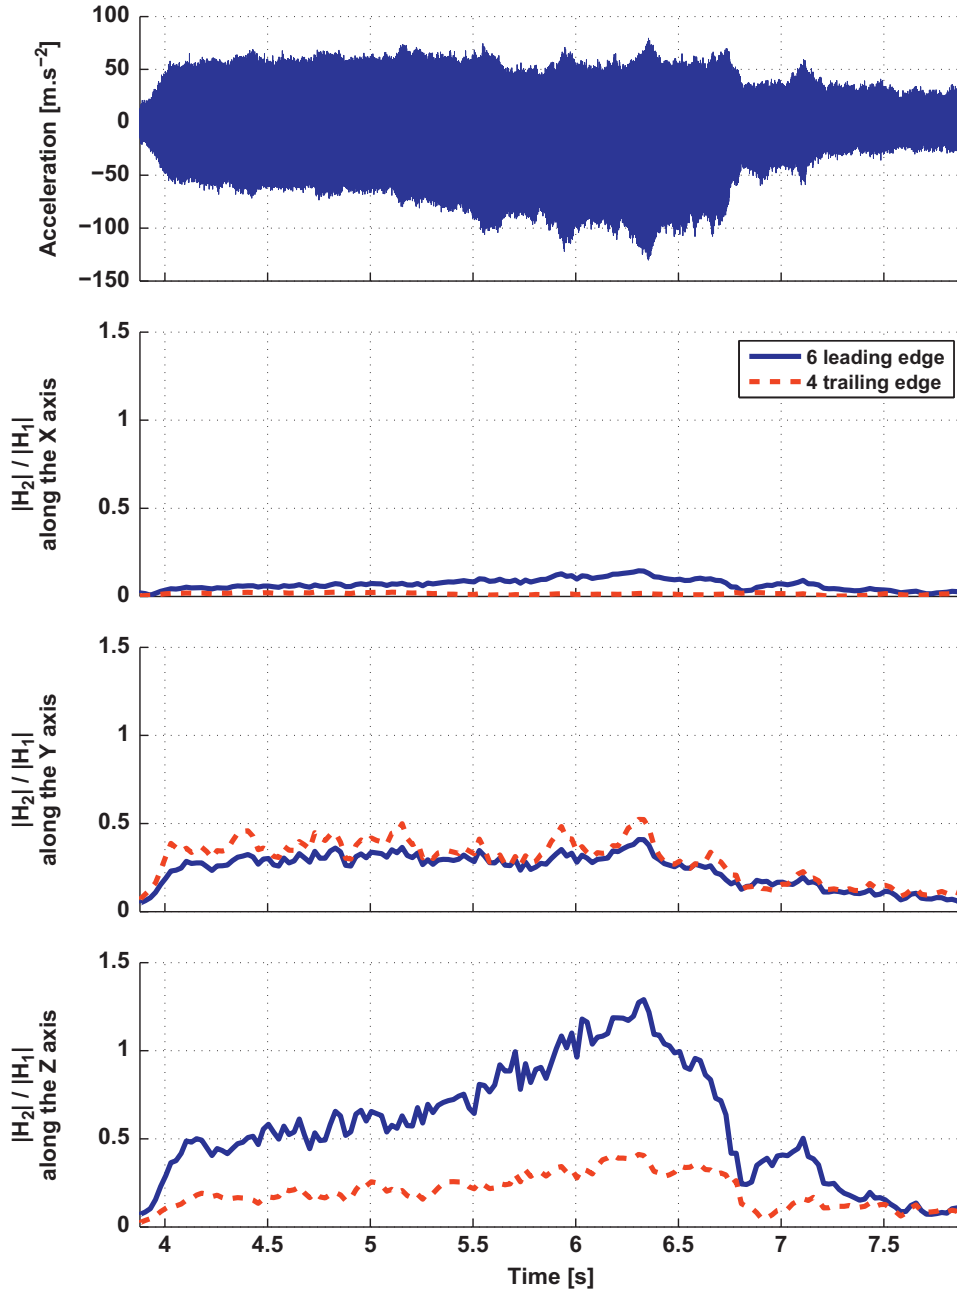 100
50
0
−50
−100
−150
Acceleration [m.s⁻²]
1.5
1
0.5
0
|H₂| / |H₁|
along the X axis
6 leading edge
4 trailing edge
1.5
1
0.5
0
|H₂| / |H₁|
along the Y axis
1.5
1
0.5
0
|H₂| / |H₁|
along the Z axis
4 4.5 5 5.5 6 6.5 7 7.5
Time [s]